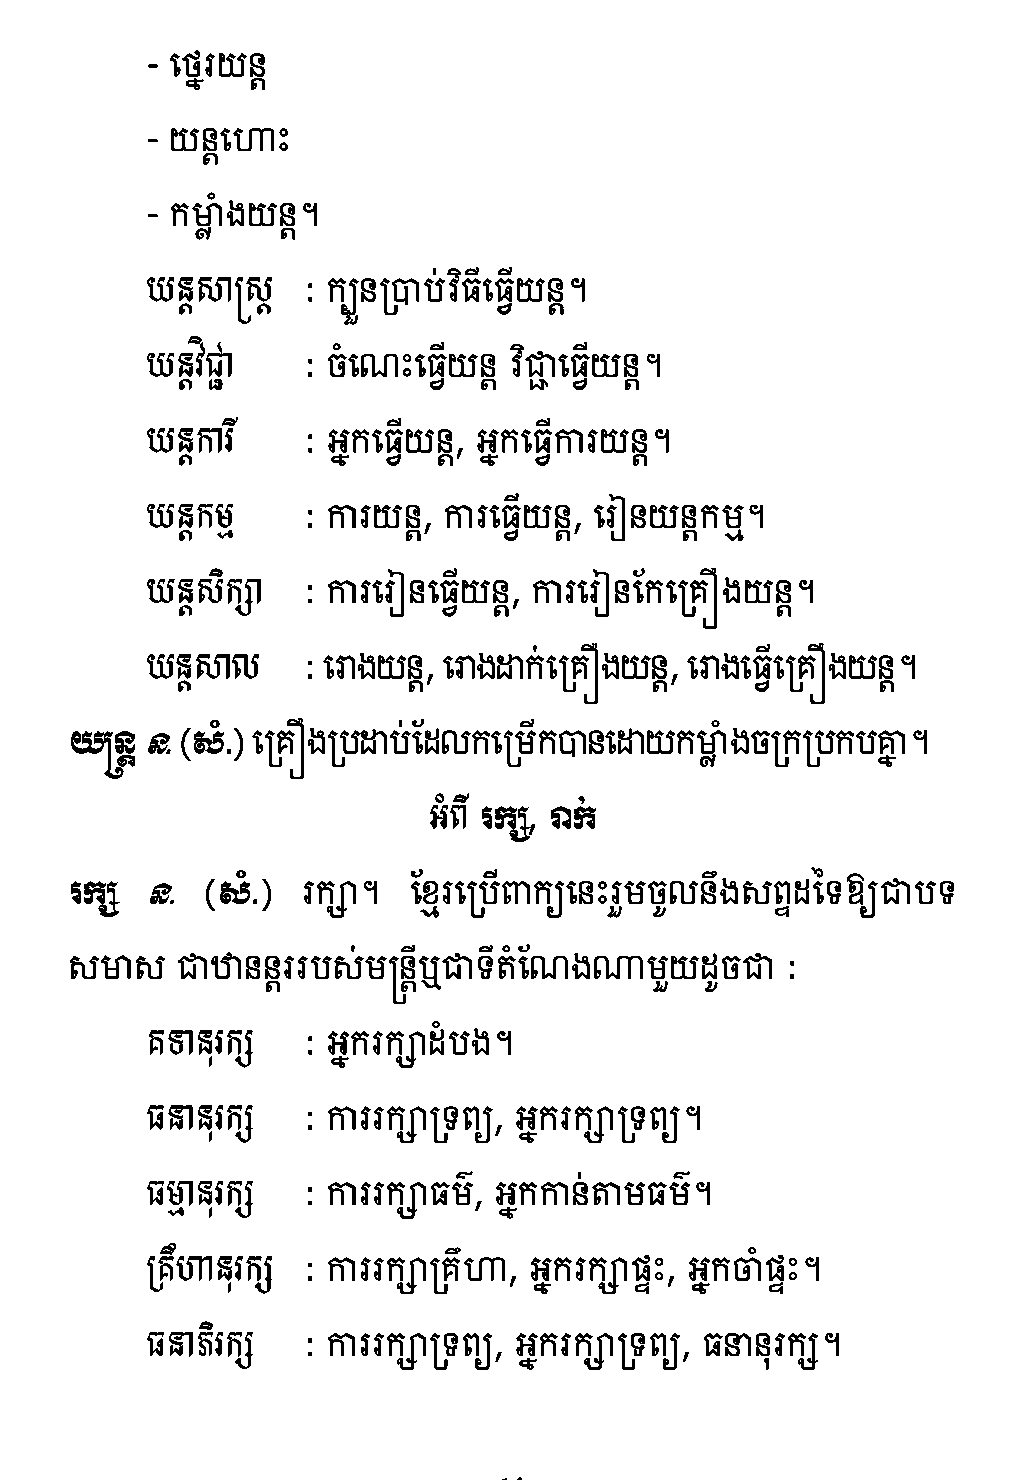 - ថ្នេរយន្ត
- យន្តហោះ
- កម្លាំងយន្ត។
យន្តសាស្ត្រ : ក្បួនប្រាប់វិធីធ្វើយន្ត។
យន្តវិជ្ជា : ចំណេះធ្វើយន្ត វិជ្ជាធ្វើយន្ត។
យន្តការី : អ្នកធ្វើយន្ត, អ្នកធ្វើការយន្ត។
យន្តកម្ម : ការយន្ត, ការធ្វើយន្ត, រៀនយន្តកម្ម។
យន្តសិក្សា : ការរៀនធ្វើយន្ត, ការរៀនកែគ្រឿងយន្ត។
យន្តសាល : រោងយន្ត, រោងដាក់គ្រឿងយន្ត, រោងធ្វើគ្រឿងយន្ត។
យន្ត្រ ន. (សំ.) គ្រឿងប្រដាប់ដែលកម្រើកបានដោយកម្លាំងចក្រប្រកបគ្នា។
អំពី រក្ស, រាក់
រក្ស ន. (សំ.) រក្សា។ ខ្មែរប្រើពាក្យនេះរួមចូលនឹងសព្ទដទៃឱ្យជាបទ
សមាស ជាឋានន្តររបស់មន្ត្រីឬជាទីតំណែងណាមួយដូចជា :
គទានុរក្ស : អ្នករក្សាដំបង។
ធនានុរក្ស : ការរក្សាទ្រព្យ, អ្នករក្សាទ្រព្យ។
ធម្មានុរក្ស : ការរក្សាធម៌, អ្នកកាន់តាមធម៌។
គ្រឹហានុរក្ស : ការរក្សាគ្រឹហា, អ្នករក្សាផ្ទះ, អ្នកចាំផ្ទះ។
ធនាភិរក្ស : ការរក្សាទ្រព្យ, អ្នករក្សាទ្រព្យ, ធនានុរក្ស។